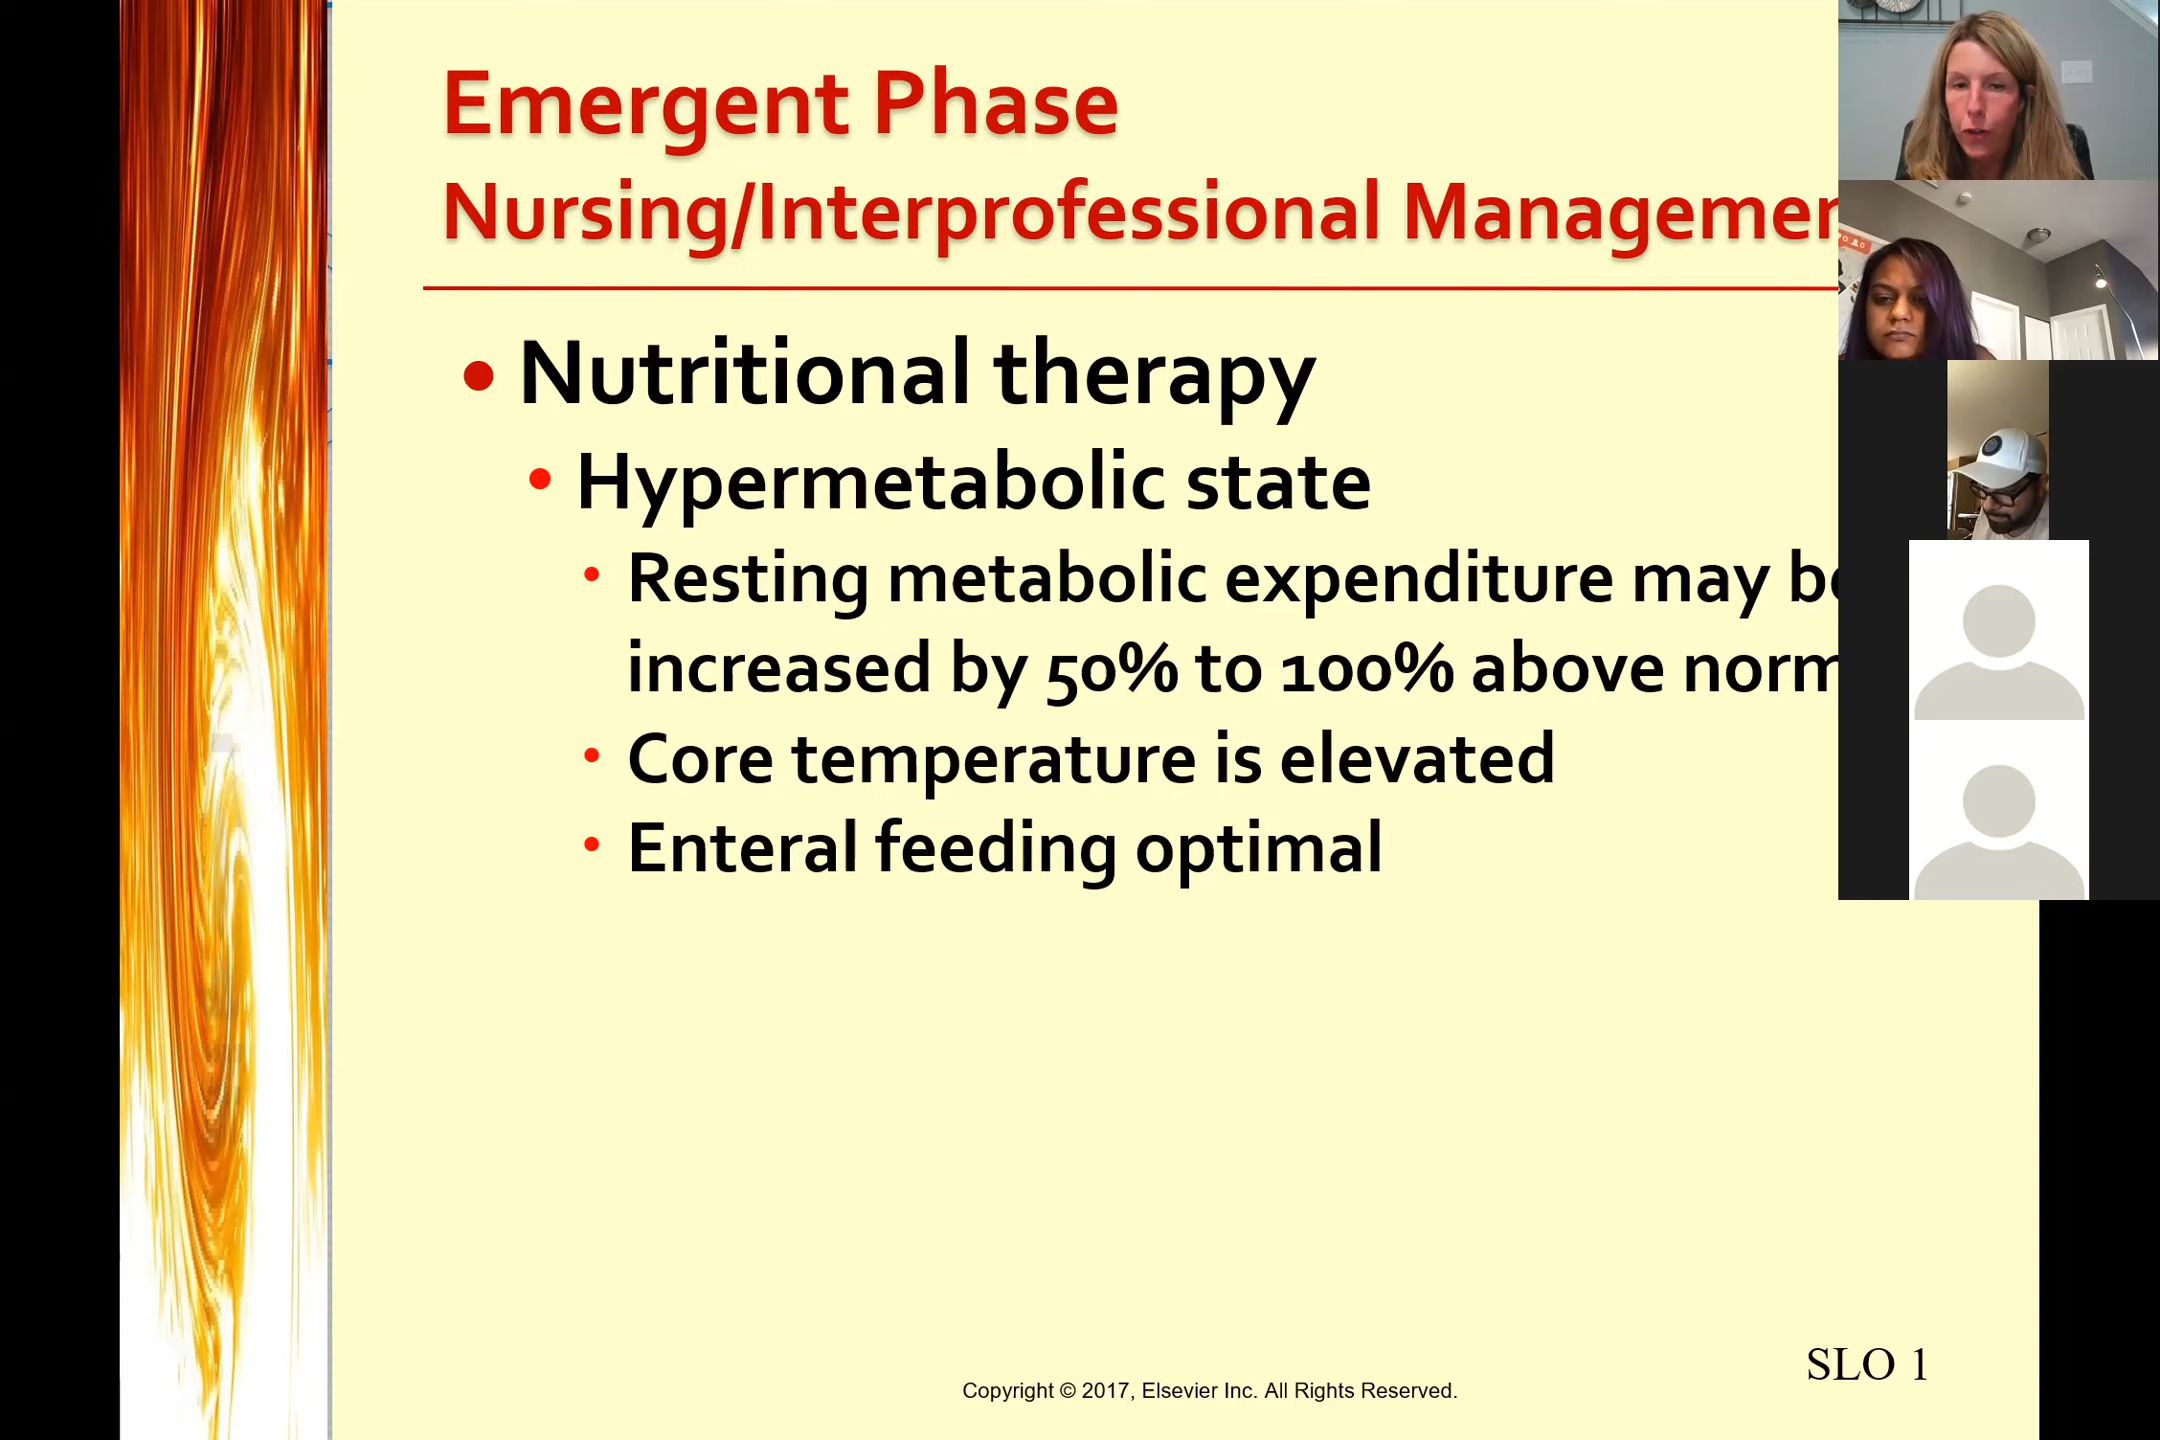 Emergent Phase
Nursing/Interprofessional Managemen
• Nutritional therapy
• Hypermetabolic state
• Resting metabolic expenditure may be
increased by 50% to 100% above norm
• Core temperature is elevated
• Enteral feeding optimal
SLO 1
Copyright © 2017, Elsevier Inc. All Rights Reserved.